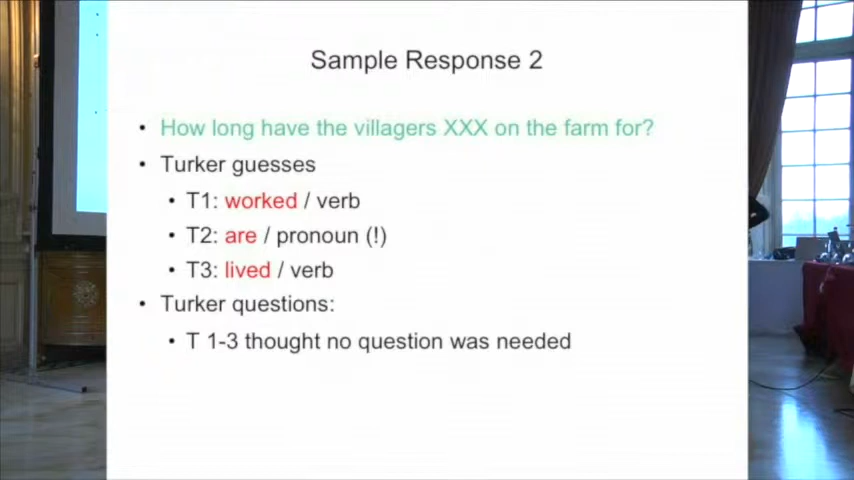 Sample Response 2
• How long have the villagers XXX on the farm for?
• Turker guesses
• T1: worked / verb
• T2: are / pronoun (!)
• T3: lived / verb
• Turker questions:
• T 1-3 thought no question was needed